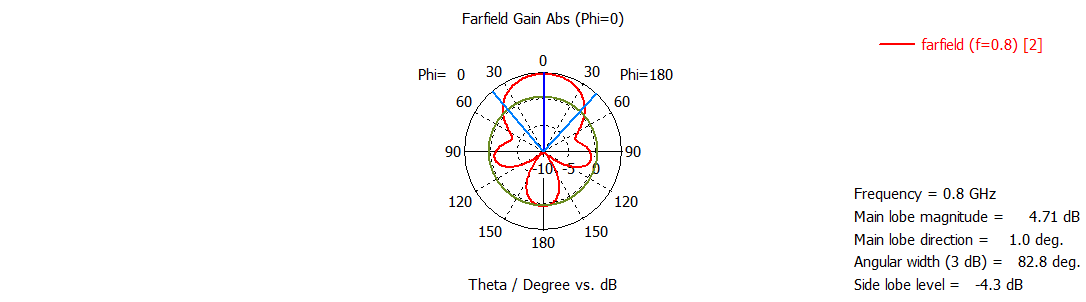 Farfield Gain Abs (Phi=0)
farfield (f=0.8) [2]
0
Phi= 0
30
30
Phi=180
60
60
90
-10
-5
0
90
120
120
150
150
180
Frequency = 0.8 GHz
Main lobe magnitude = 4.71 dB
Main lobe direction = 1.0 deg.
Angular width (3 dB) = 82.8 deg.
Side lobe level = -4.3 dB
Theta / Degree vs. dB